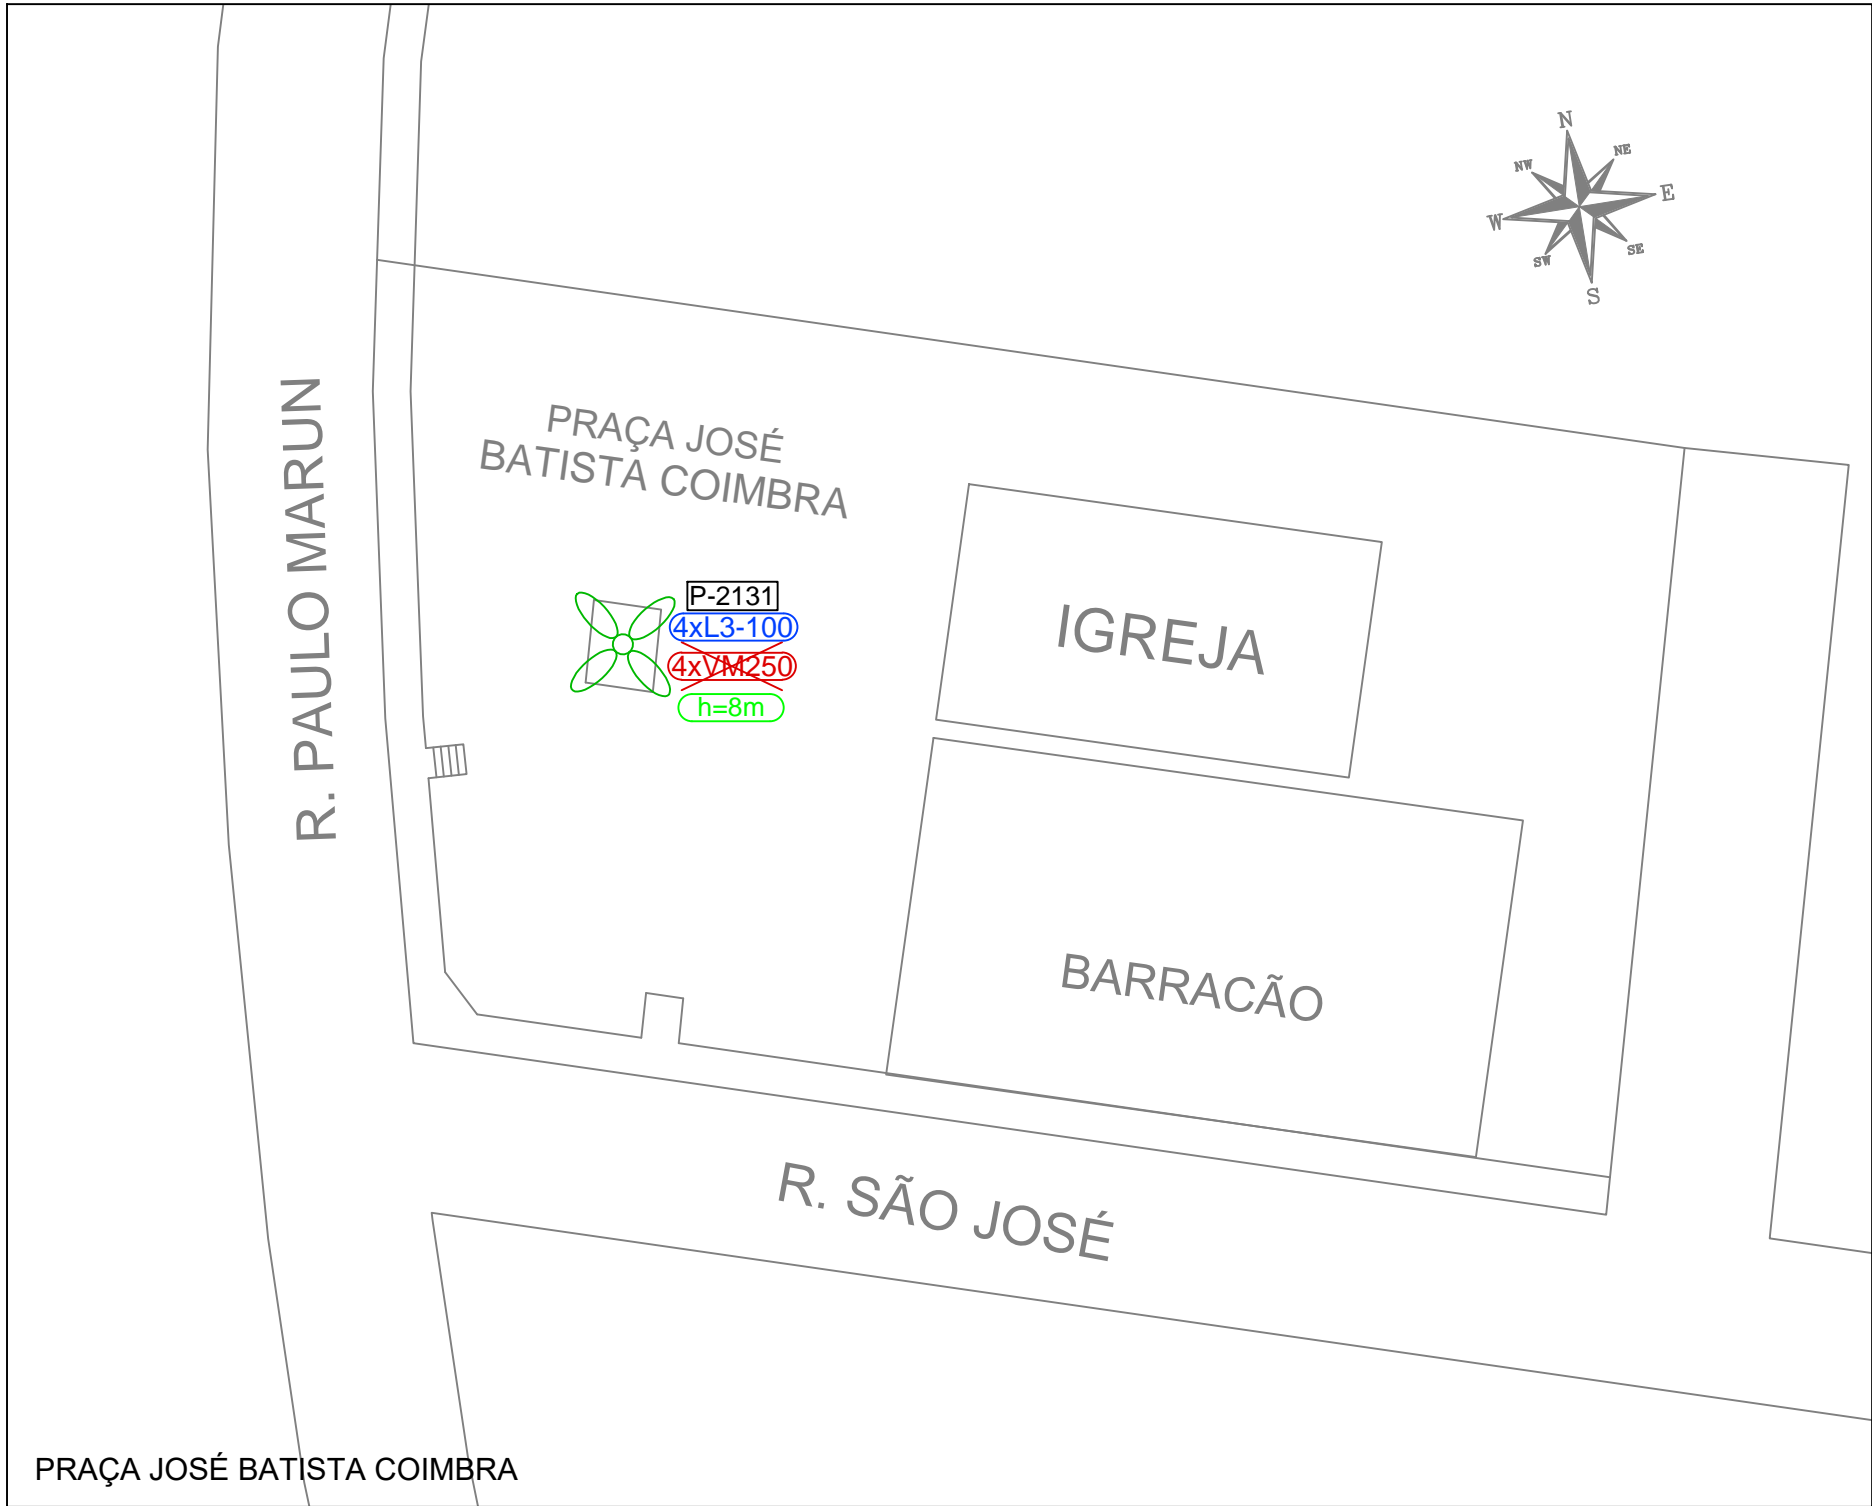 N
NW
NE
W
E
SW
SE
S
R. PAULO MARUN
PRAÇA JOSÉ
BATISTA COIMBRA
P-2131
4xL3-100
4xVM250
h=8m
IGREJA
BARRACÃO
R. SÃO JOSÉ
PRAÇA JOSÉ BATISTA COIMBRA